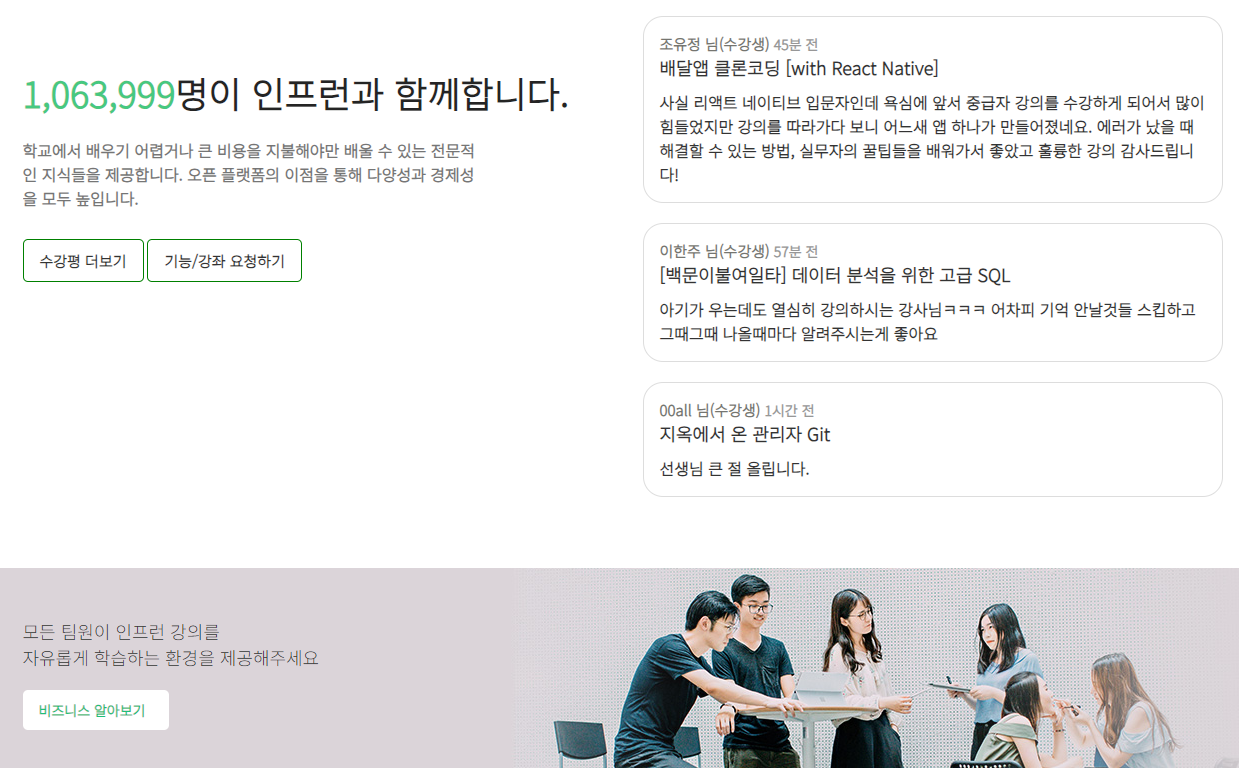 1,063,999명이 인프런과 함께합니다.
학교에서 배우기 어렵거나 큰 비용을 지불해야만 배울 수 있는 전문적
인 지식들을 제공합니다. 오픈 플랫폼의 이점을 통해 다양성과 경제성
을 모두 높입니다.
수강평 더보기
기능/강좌 요청하기
조유정 님(수강생) 45분 전
배달앱 클론코딩 [with React Native]
사실 리액트 네이티브 입문자인데 욕심에 앞서 중급자 강의를 수강하게 되어서 많이
힘들었지만 강의를 따라가다 보니 어느새 앱 하나가 만들어졌네요. 에러가 났을 때
해결할 수 있는 방법, 실무자의 꿀팁들을 배워가서 좋았고 훌륭한 강의 감사드립니
다!
이한주 님(수강생) 57분 전
[백문이불여일타] 데이터 분석을 위한 고급 SQL
아기가 우는데도 열심히 강의하시는 강사님ㅋㅋㅋ 어차피 기억 안날것들 스킵하고
그때그때 나올때마다 알려주시는게 좋아요
00all 님(수강생) 1시간 전
지옥에서 온 관리자 Git
선생님 큰 절 올립니다.
모든 팀원이 인프런 강의를
자유롭게 학습하는 환경을 제공해주세요
비즈니스 알아보기